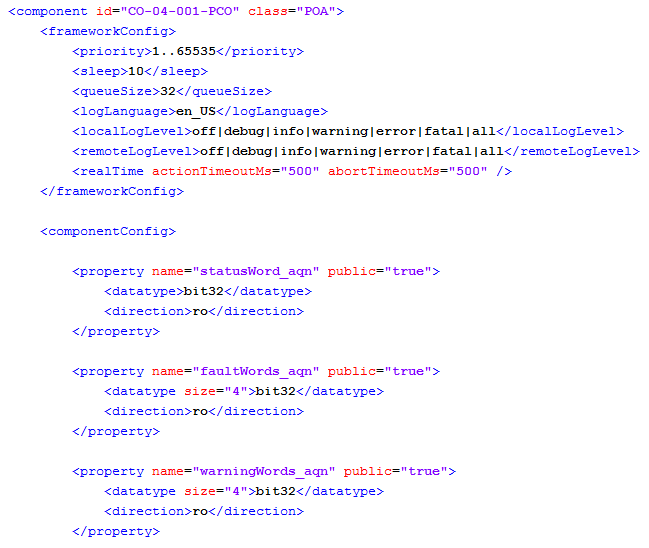 <component id="CO-04-001-PCO" class="POA">
<frameworkConfig>
<priority>1..65535</priority>
<sleep>10</sleep>
<queueSize>32</queueSize>
<logLanguage>en_US</logLanguage>
<localLogLevel>off|debug|info|warning|error|fatal|all</localLogLevel>
<remoteLogLevel>off|debug|info|warning|error|fatal|all</remoteLogLevel>
<realTime actionTimeoutMs="500" abortTimeoutMs="500" />
</frameworkConfig>
<componentConfig>
<property name="statusWord_aqn" public="true">
<datatype>bit32</datatype>
<direction>ro</direction>
</property>
<property name="faultWords_aqn" public="true">
<datatype size="4">bit32</datatype>
<direction>ro</direction>
</property>
<property name="warningWords_aqn" public="true">
<datatype size="4">bit32</datatype>
<direction>ro</direction>
</property>